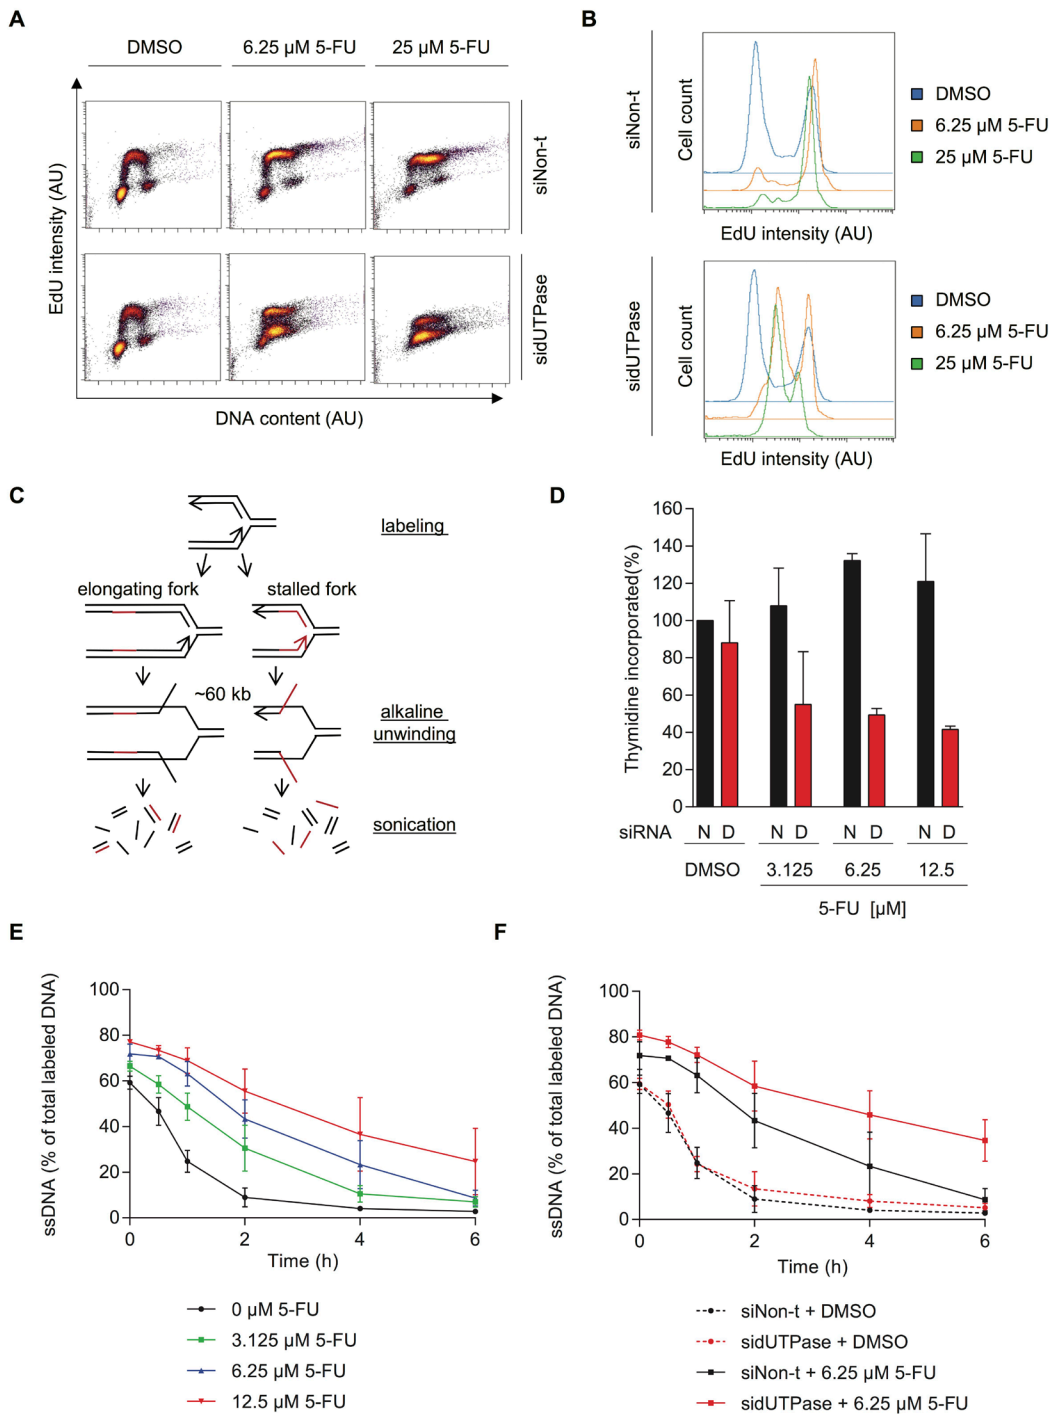 A
DMSO
6.25 µM 5-FU
25 µM 5-FU
EdU intensity (AU)
siNon-t
sidUTPase
DNA content (AU)
B
siNon-t
Cell count
DMSO
6.25 µM 5-FU
25 µM 5-FU
EdU intensity (AU)
sidUTPase
Cell count
DMSO
6.25 µM 5-FU
25 µM 5-FU
EdU intensity (AU)
C
labeling
elongating fork
stalled fork
~60 kb
alkaline
unwinding
sonication
D
Thymidine incorporated(%)
160
140
120
100
80
60
40
20
0
siRNA N D N D N D N D
DMSO 3.125 6.25 12.5
5-FU [µM]
E
ssDNA (% of total labeled DNA)
100
80
60
40
20
0
0 2 4 6
Time (h)
0 µM 5-FU
3.125 µM 5-FU
6.25 µM 5-FU
12.5 µM 5-FU
F
ssDNA (% of total labeled DNA)
100
80
60
40
20
0
0 2 4 6
Time (h)
siNon-t + DMSO
sidUTPase + DMSO
siNon-t + 6.25 µM 5-FU
sidUTPase + 6.25 µM 5-FU